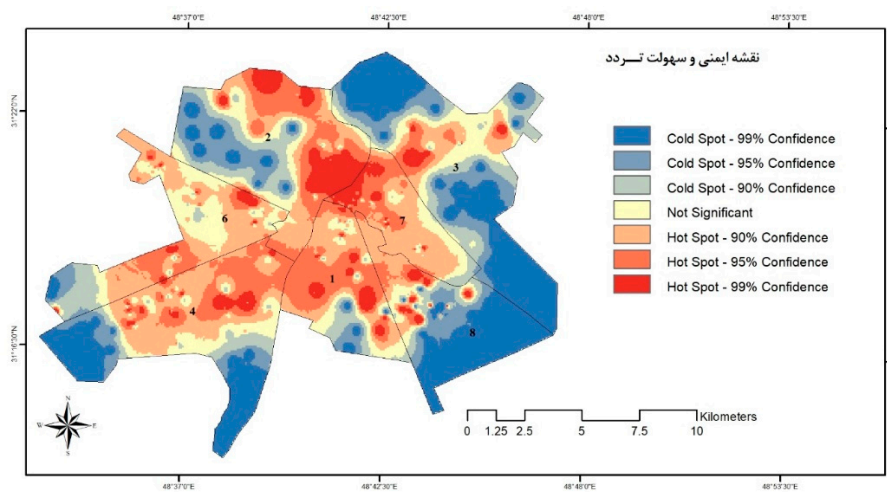 48°37'0"E 48°42'30"E 48°48'0"E 48°53'30"E
نقشه ایمنی و سهولت تـــردد
31°22'0"N
31°16'30"N
Cold Spot - 99% Confidence
Cold Spot - 95% Confidence
Cold Spot - 90% Confidence
Not Significant
Hot Spot - 90% Confidence
Hot Spot - 95% Confidence
Hot Spot - 99% Confidence
2
3
6
7
1
4
8
N
W E
S
Kilometers
0 1.25 2.5 5 7.5 10
48°37'0"E 48°42'30"E 48°48'0"E 48°53'30"E